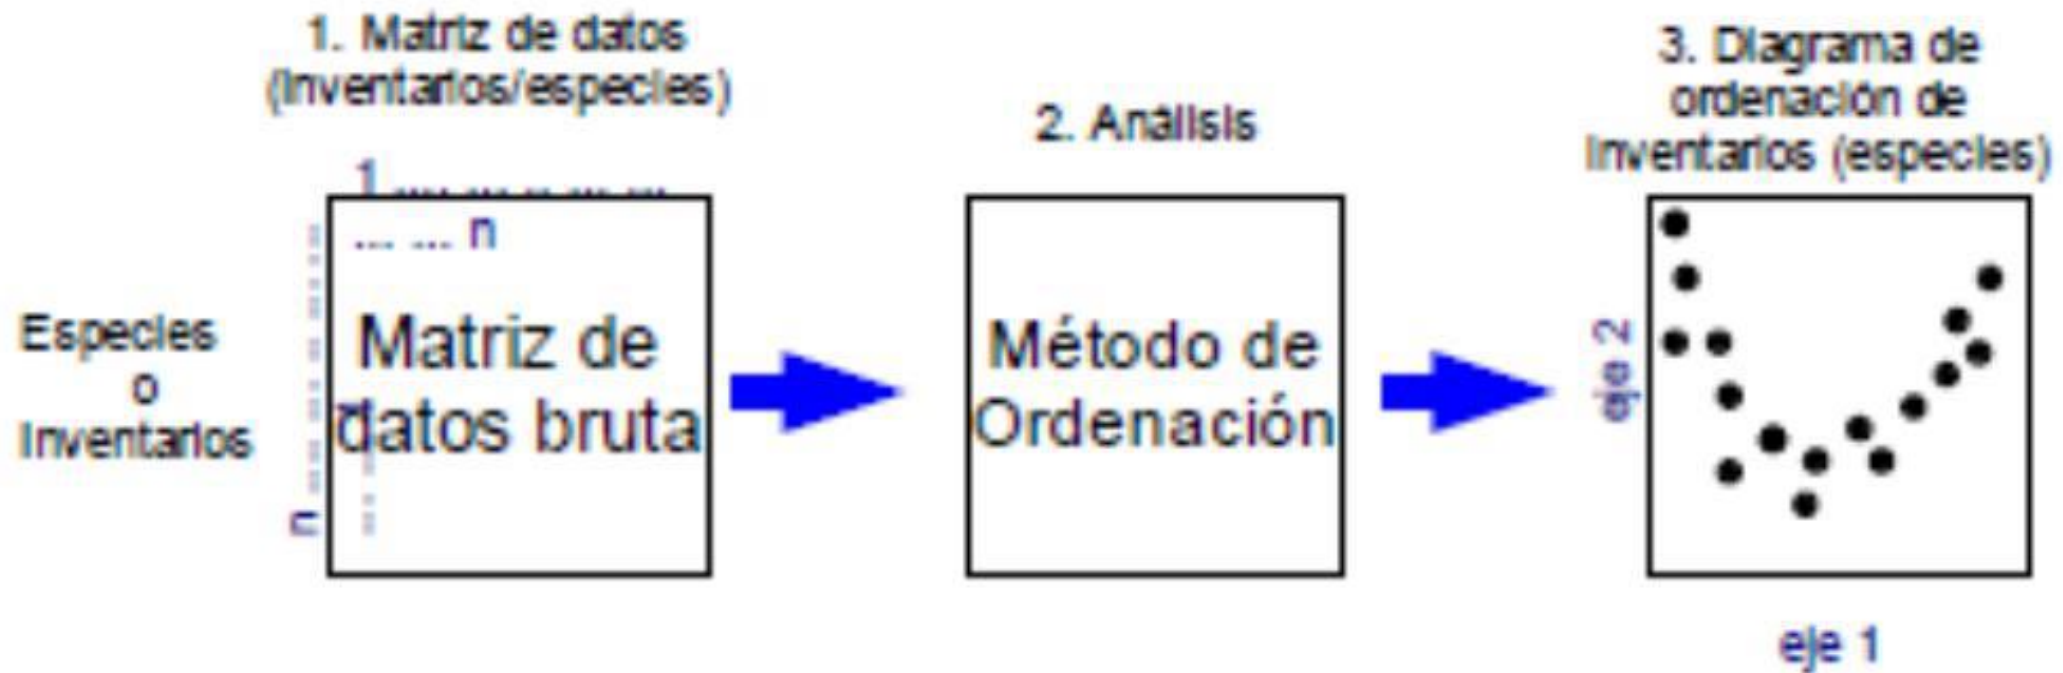 1. Matriz de datos
(Inventarios/especies)
1 .... ... .. ... ...
... ... n
Especies
o
Inventarios
n
Matriz de
datos bruta
2. Análisis
Método de
Ordenación
3. Diagrama de
ordenación de
Inventarios (especies)
eje 2
eje 1